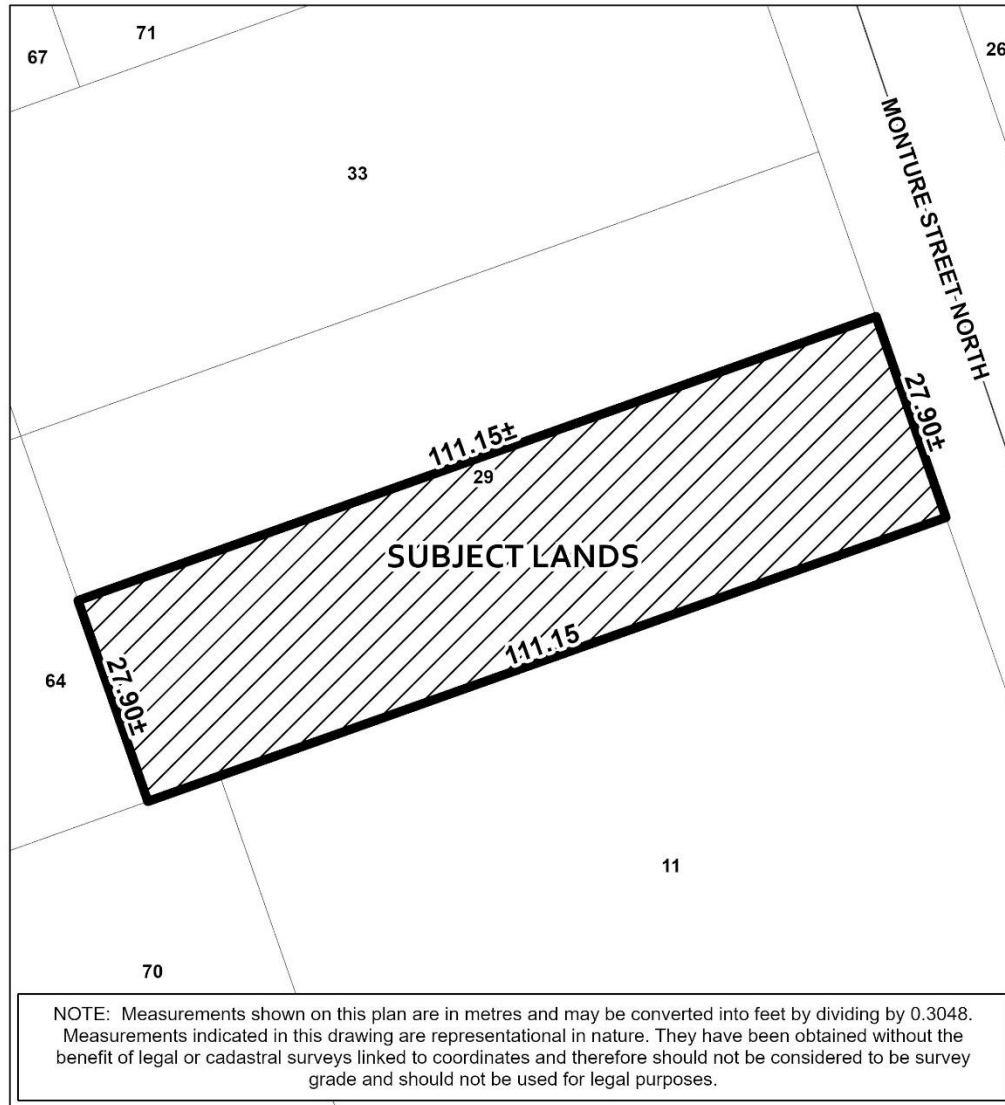 71
67
26
MONTURE STREET NORTH
33
27.90±
111.15±
29
SUBJECT LANDS
111.15
64
27.90±
11
70
NOTE: Measurements shown on this plan are in metres and may be converted into feet by dividing by 0.3048.
Measurements indicated in this drawing are representational in nature. They have been obtained without the
benefit of legal or cadastral surveys linked to coordinates and therefore should not be considered to be survey
grade and should not be used for legal purposes.